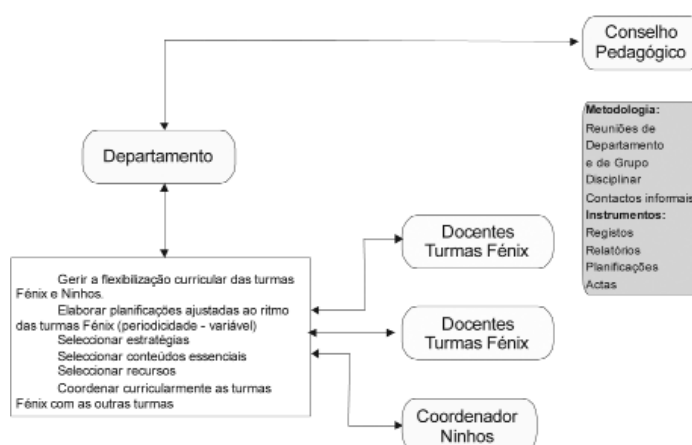 Conselho
Pedagógico
Departamento
Metodologia:
Reuniões de
Departamento
e de Grupo
Disciplinar
Contactos informais
Instrumentos:
Registos
Relatórios
Planificações
Actas
Docentes
Turmas Fénix
Gerir a flexibilização curricular das turmas
Fénix e Ninhos.
Elaborar planificações ajustadas ao ritmo
das turmas Fénix (periodicidade - variável)
Seleccionar estratégias
Seleccionar conteúdos essenciais
Seleccionar recursos
Coordenar curricularmente as turmas
Fénix com as outras turmas
Docentes
Turmas Fénix
Coordenador
Ninhos